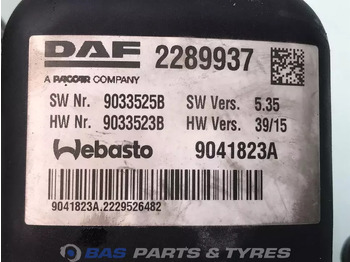 DAF 2289937
A PACCAR COMPANY
SW Nr. 9033525B SW Vers. 5.35
HW Nr. 9033523B HW Vers. 39/15
Webasto 9041823A
9041823A.2229526482
BAS PARTS & TYRES